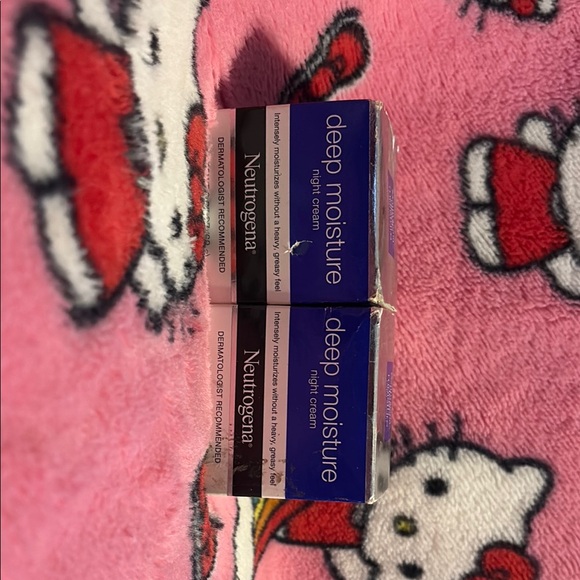 DERMATOLOGIST RECOMMENDED
Neutrogena®
Intensely moisturizes without a heavy, greasy feel
deep moisture
night cream
DERMATOLOGIST RECOMMENDED
Neutrogena®
Intensely moisturizes without a heavy, greasy feel
deep moisture
night cream